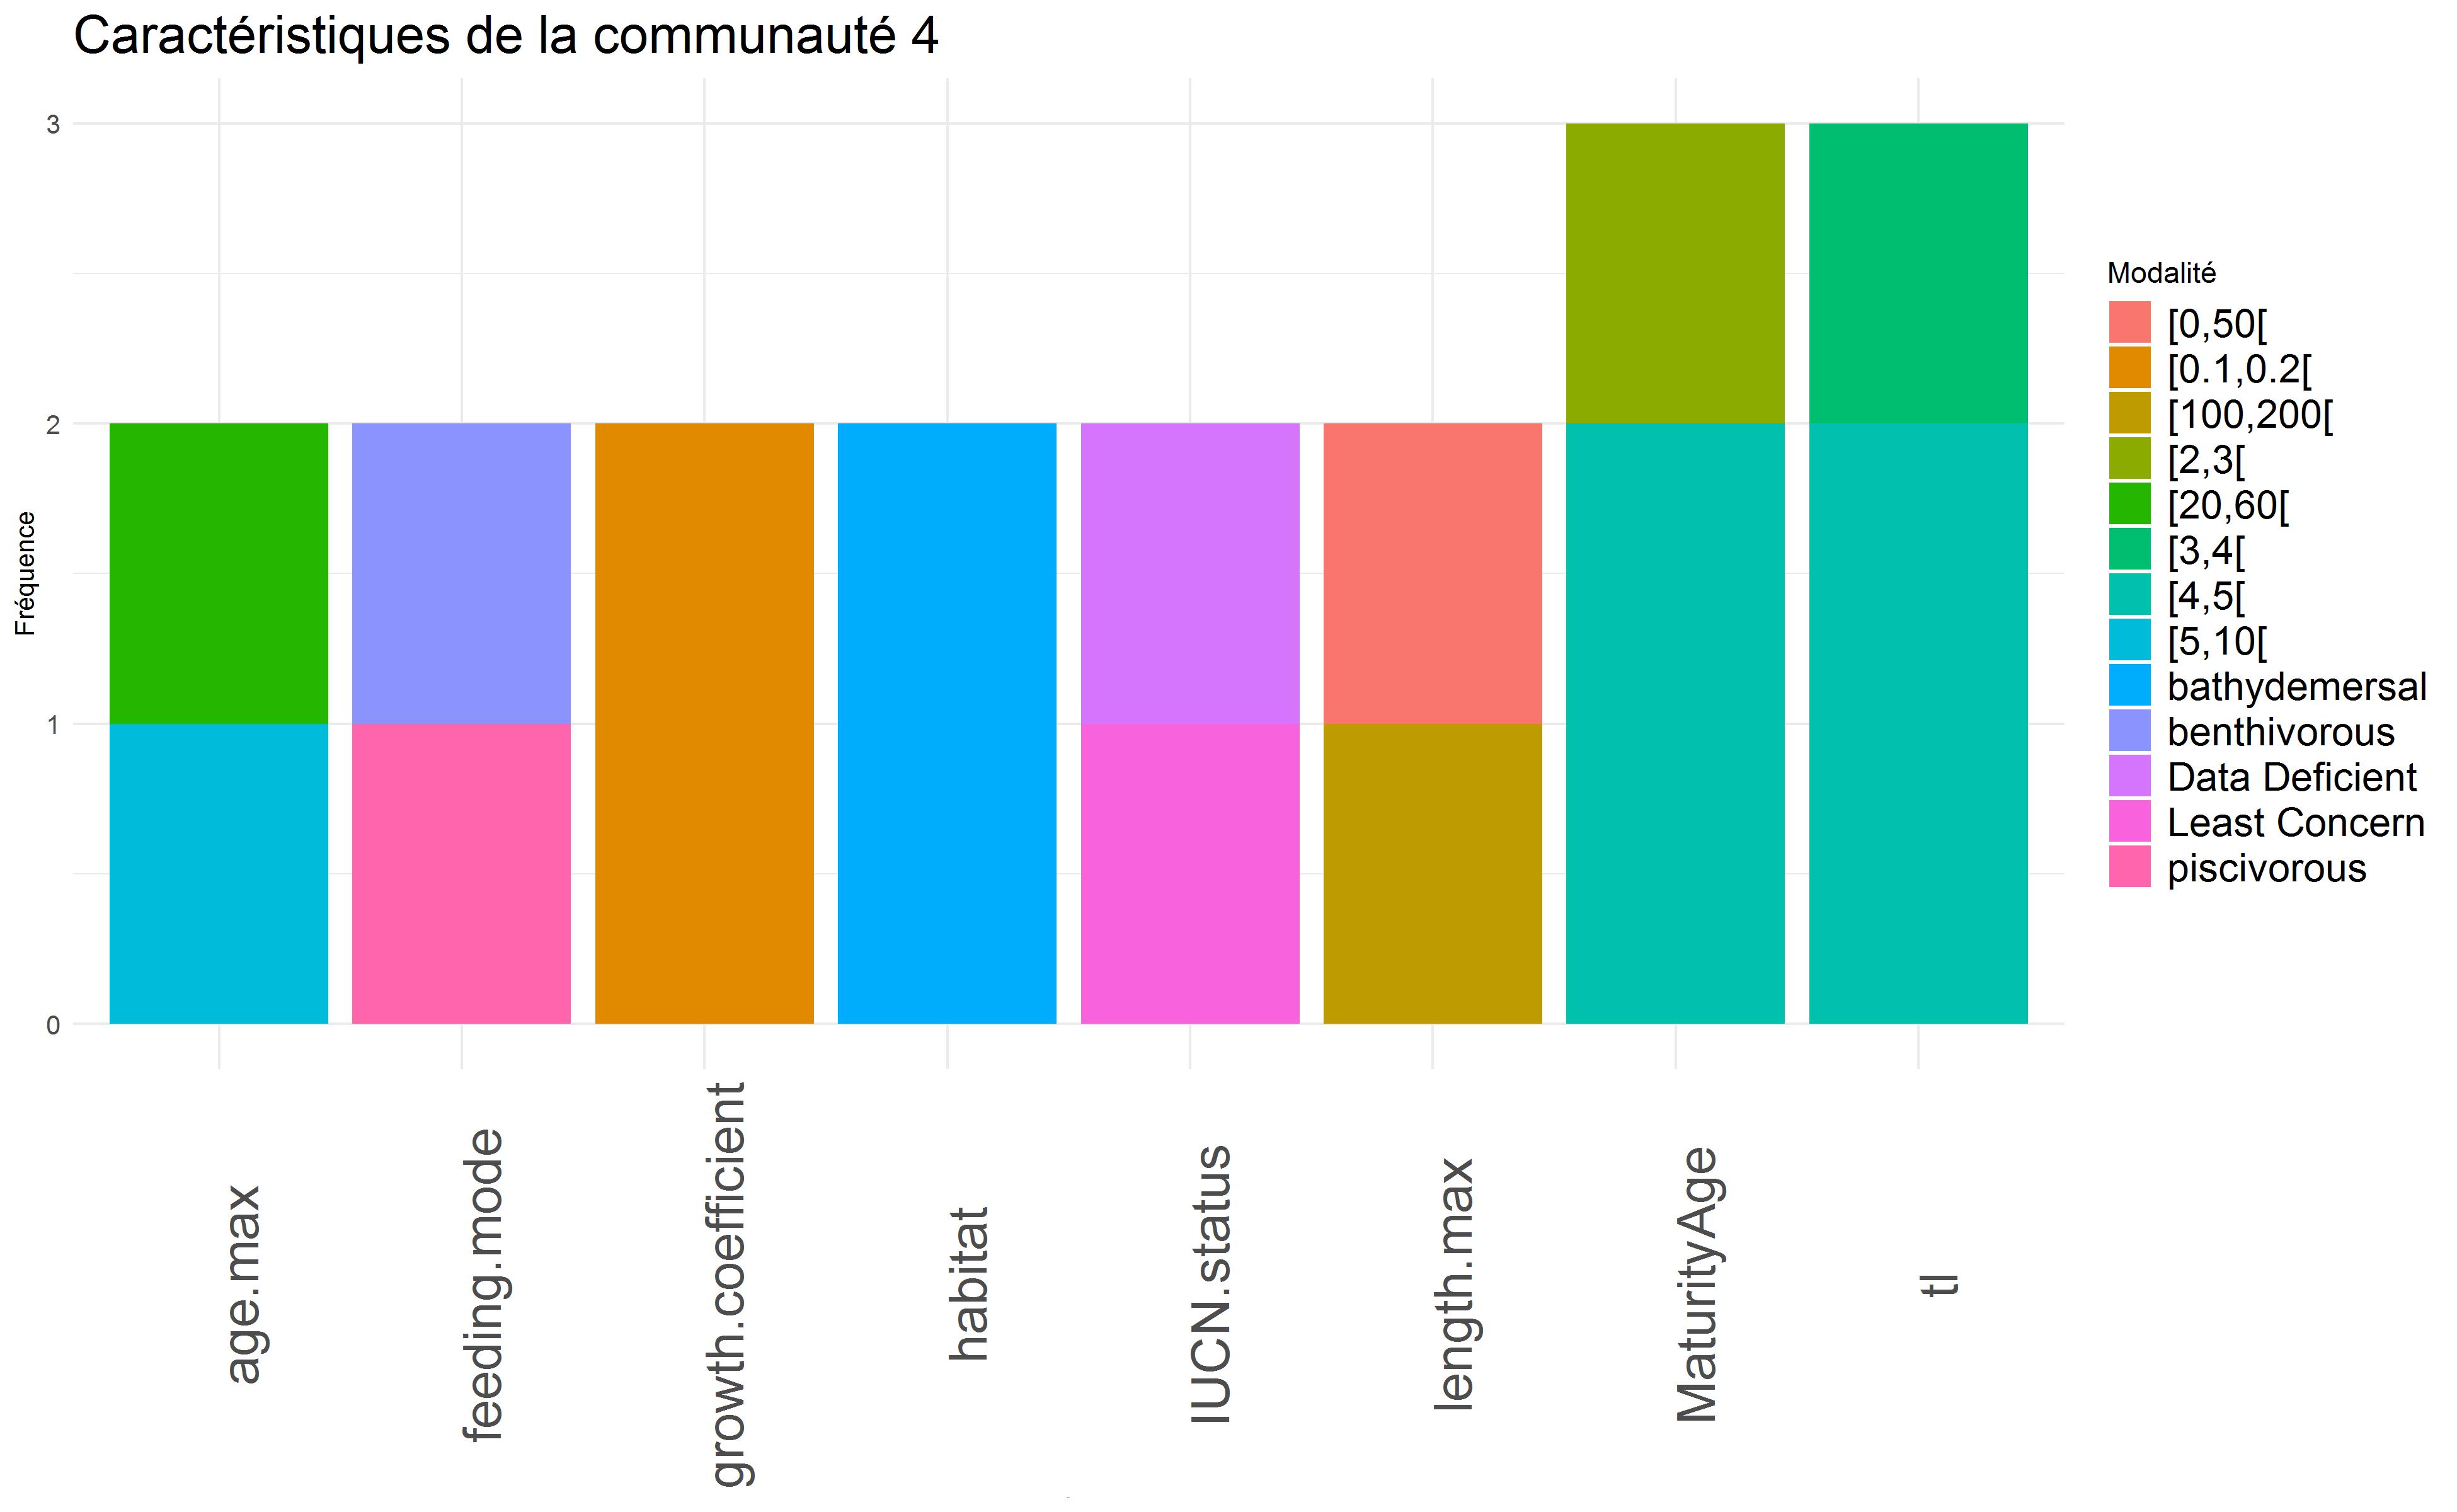 Caractéristiques de la communauté 4
3
2
1
0
Fréquence
age.max
feeding.mode
growth.coefficient
habitat
IUCN.status
length.max
MaturityAge
tl
Modalité
[0,50[
[0.1,0.2[
[100,200[
[2,3[
[20,60[
[3,4[
[4,5[
[5,10[
bathydemersal
benthivorous
Data Deficient
Least Concern
piscivorous